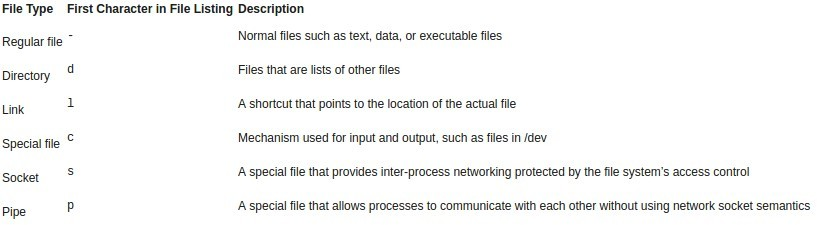 File Type First Character in File Listing Description
Regular file - Normal files such as text, data, or executable files
Directory d Files that are lists of other files
Link l A shortcut that points to the location of the actual file
Special file c Mechanism used for input and output, such as files in /dev
Socket s A special file that provides inter-process networking protected by the file system’s access control
Pipe p A special file that allows processes to communicate with each other without using network socket semantics